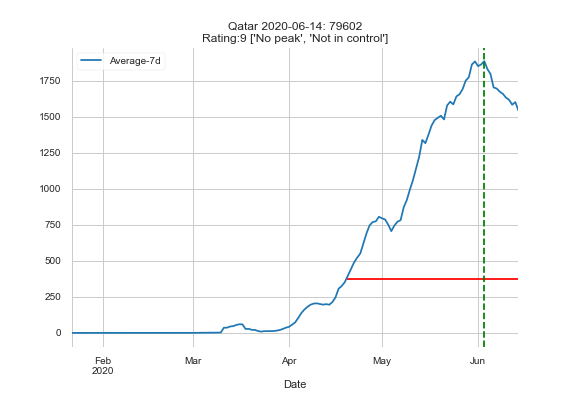 Qatar 2020-06-14: 79602
Rating:9 ['No peak', 'Not in control']
Average-7d
1750
1500
1250
1000
750
500
250
0
Feb
2020
Mar
Apr
May
Jun
Date